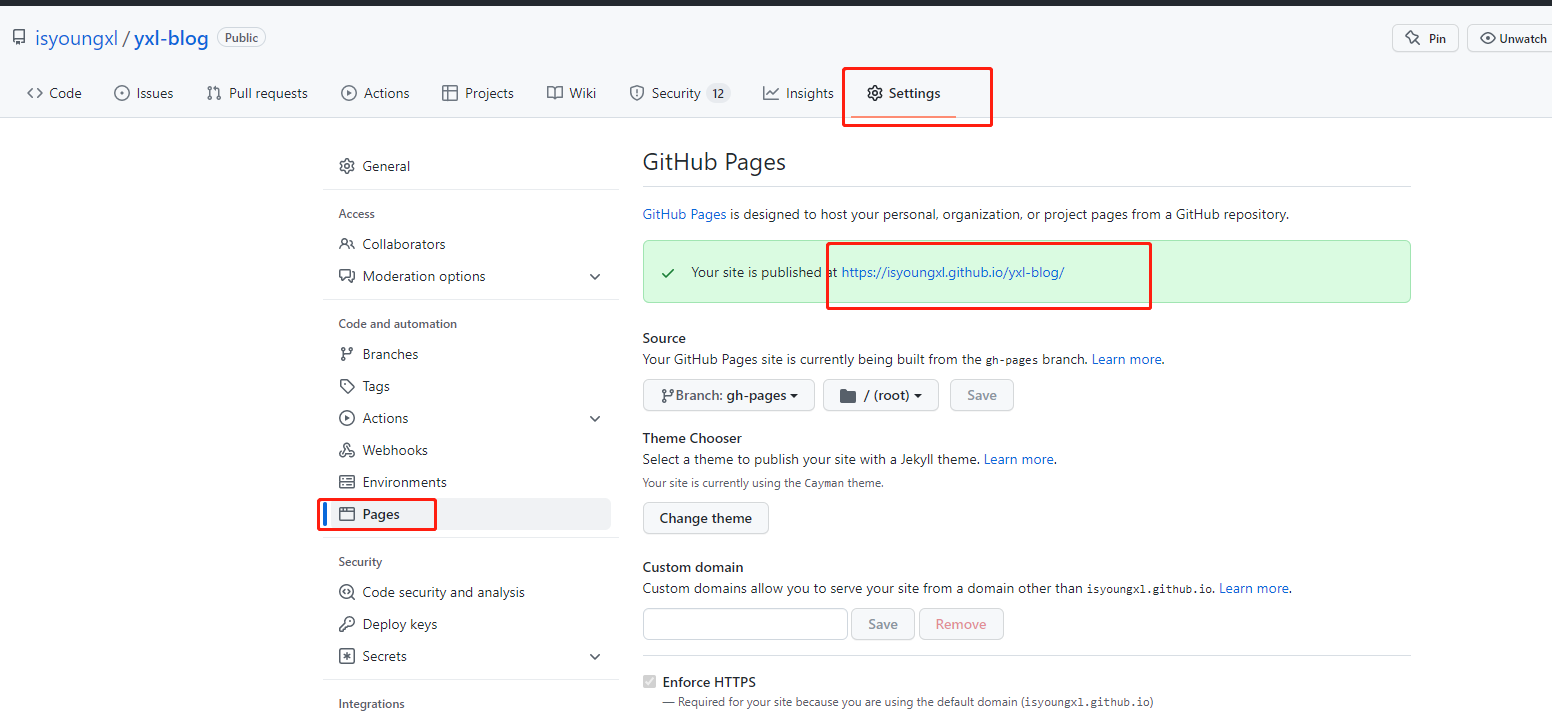 isyoungxl / yxl-blog Public
Pin Unwatch
Code Issues Pull requests Actions Projects Wiki Security 12 Insights Settings
General
Access
Collaborators
Moderation options
Code and automation
Branches
Tags
Actions
Webhooks
Environments
Pages
Security
Code security and analysis
Deploy keys
Secrets
Integrations
GitHub Pages
GitHub Pages is designed to host your personal, organization, or project pages from a GitHub repository.
Your site is published at https://isyoungxl.github.io/yxl-blog/
Source
Your GitHub Pages site is currently being built from the gh-pages branch. Learn more.
Branch: gh-pages / (root) Save
Theme Chooser
Select a theme to publish your site with a Jekyll theme. Learn more.
Your site is currently using the Cayman theme.
Change theme
Custom domain
Custom domains allow you to serve your site from a domain other than isyoungxl.github.io. Learn more.
Save Remove
Enforce HTTPS
— Required for your site because you are using the default domain (isyoungxl.github.io)